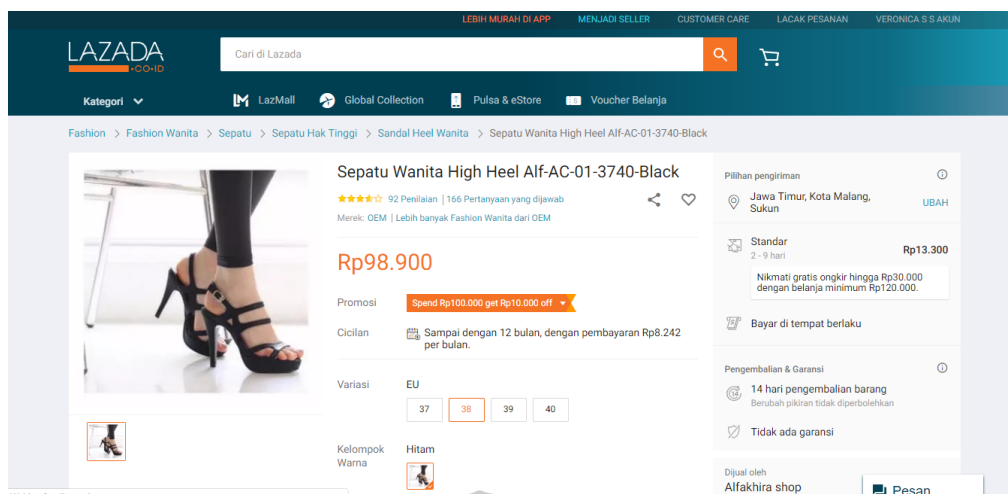 LEBIH MURAH DI APP MENJADI SELLER CUSTOMER CARE LACAK PESANAN VERONICA S S AKUN
LAZADA
.CO.ID
Cari di Lazada
Kategori LazMall Global Collection Pulsa & eStore Voucher Belanja
Fashion > Fashion Wanita > Sepatu > Sepatu Hak Tinggi > Sandal Heel Wanita > Sepatu Wanita High Heel Alf-AC-01-3740-Black
Sepatu Wanita High Heel Alf-AC-01-3740-Black
92 Penilaian | 166 Pertanyaan yang dijawab
Merek: OEM | Lebih banyak Fashion Wanita dari OEM
Rp98.900
Promosi Spend Rp100.000 get Rp10.000 off
Cicilan Sampai dengan 12 bulan, dengan pembayaran Rp8.242
per bulan.
Variasi EU
37 38 39 40
Kelompok Hitam
Warna
Pilihan pengiriman
Jawa Timur, Kota Malang,
Sukun UBAH
Standar Rp13.300
2 - 9 hari
Nikmati gratis ongkir hingga Rp30.000
dengan belanja minimum Rp120.000.
Bayar di tempat berlaku
Pengembalian & Garansi
14 hari pengembalian barang
Berubah pikiran tidak diperbolehkan
Tidak ada garansi
Dijual oleh
Alfakhira shop
Pesan